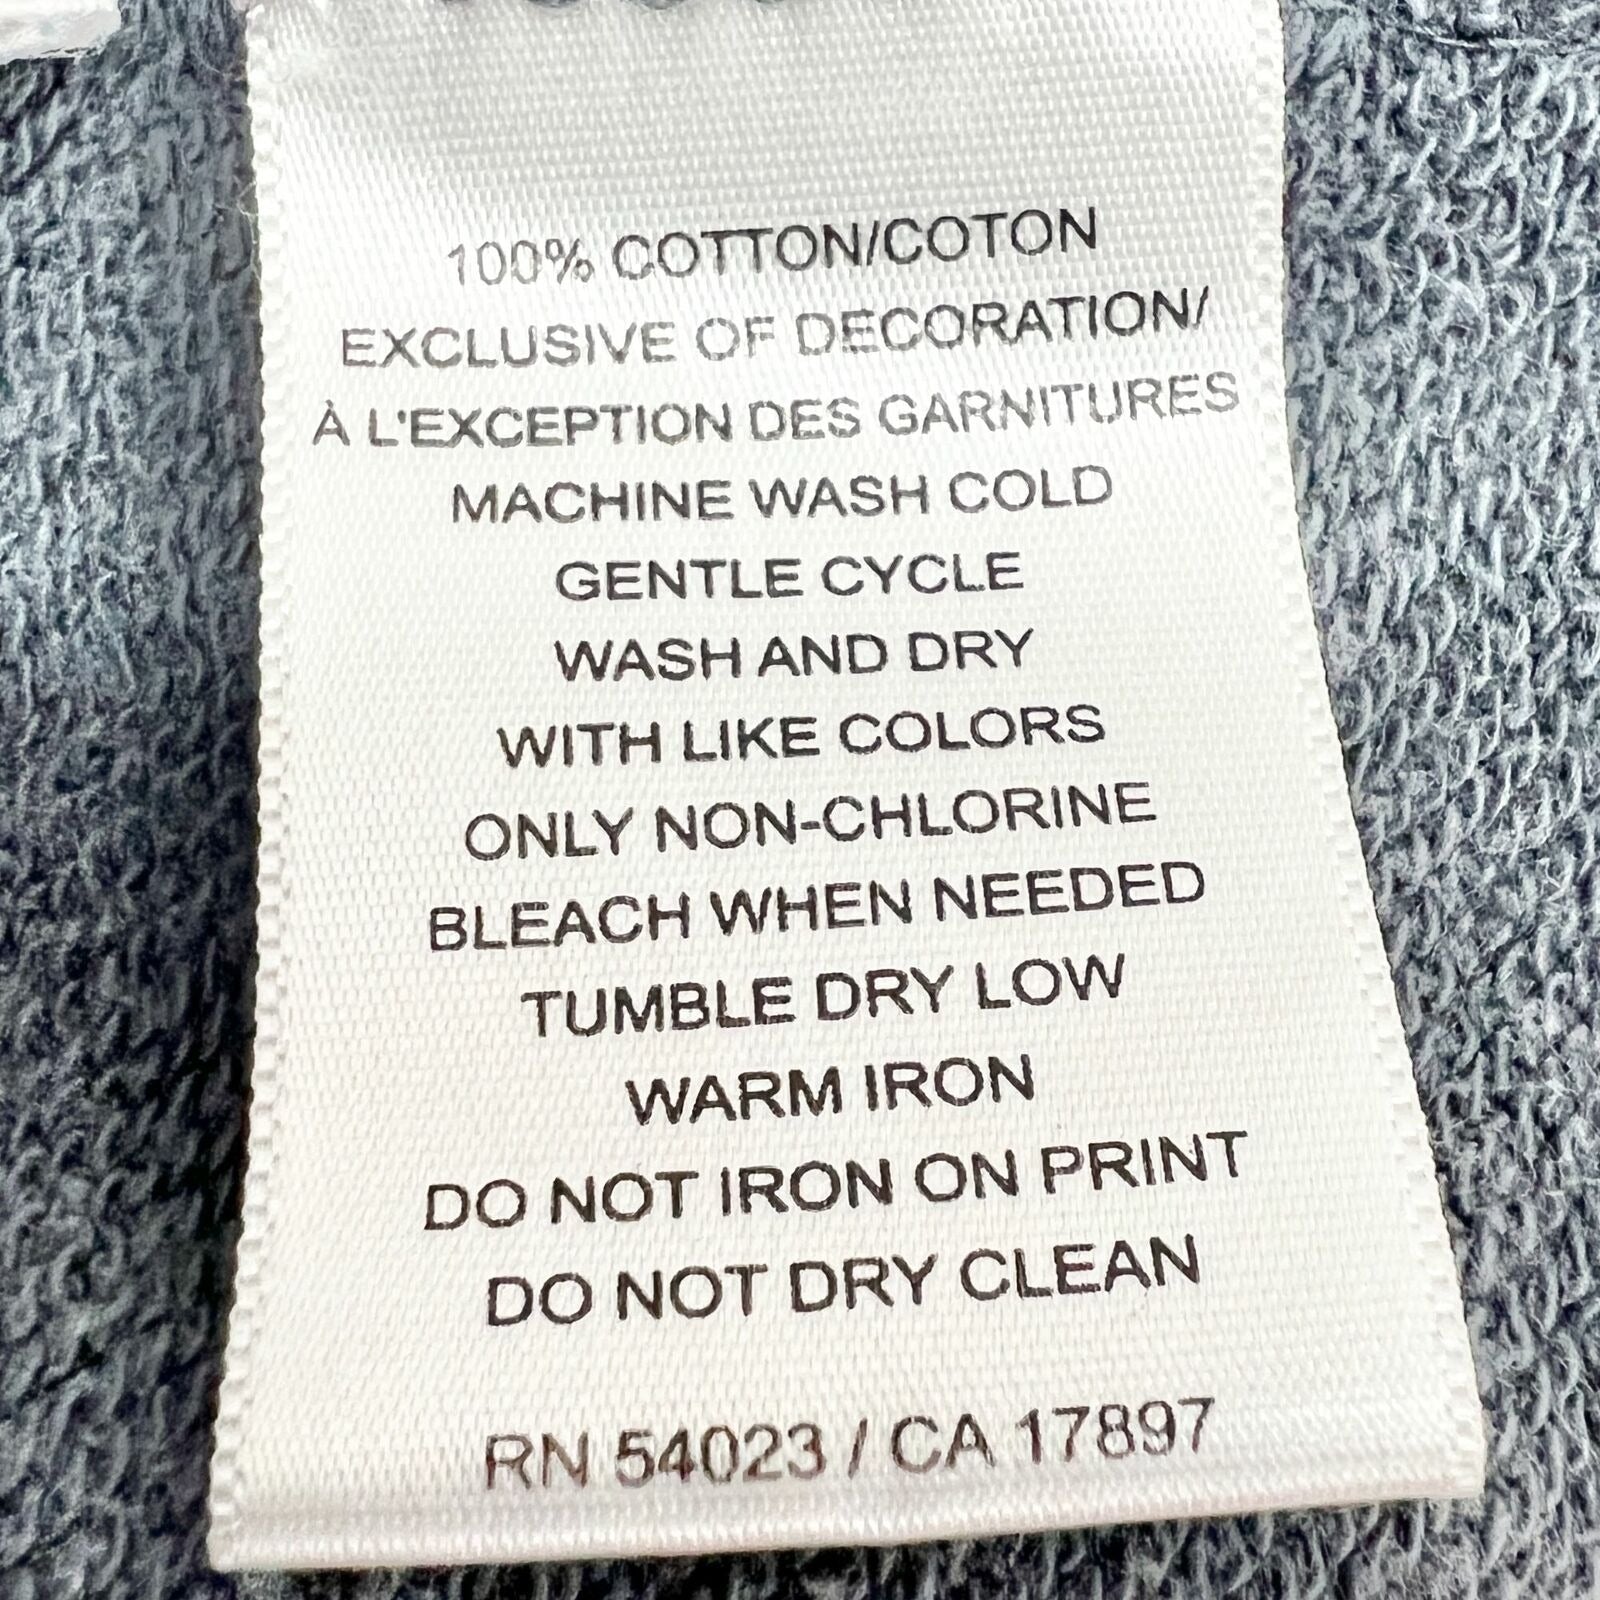 100% COTTON/COTON
EXCLUSIVE OF DECORATION/
À L'EXCEPTION DES GARNITURES
MACHINE WASH COLD
GENTLE CYCLE
WASH AND DRY
WITH LIKE COLORS
ONLY NON-CHLORINE
BLEACH WHEN NEEDED
TUMBLE DRY LOW
WARM IRON
DO NOT IRON ON PRINT
DO NOT DRY CLEAN
RN 54023 / CA 17897